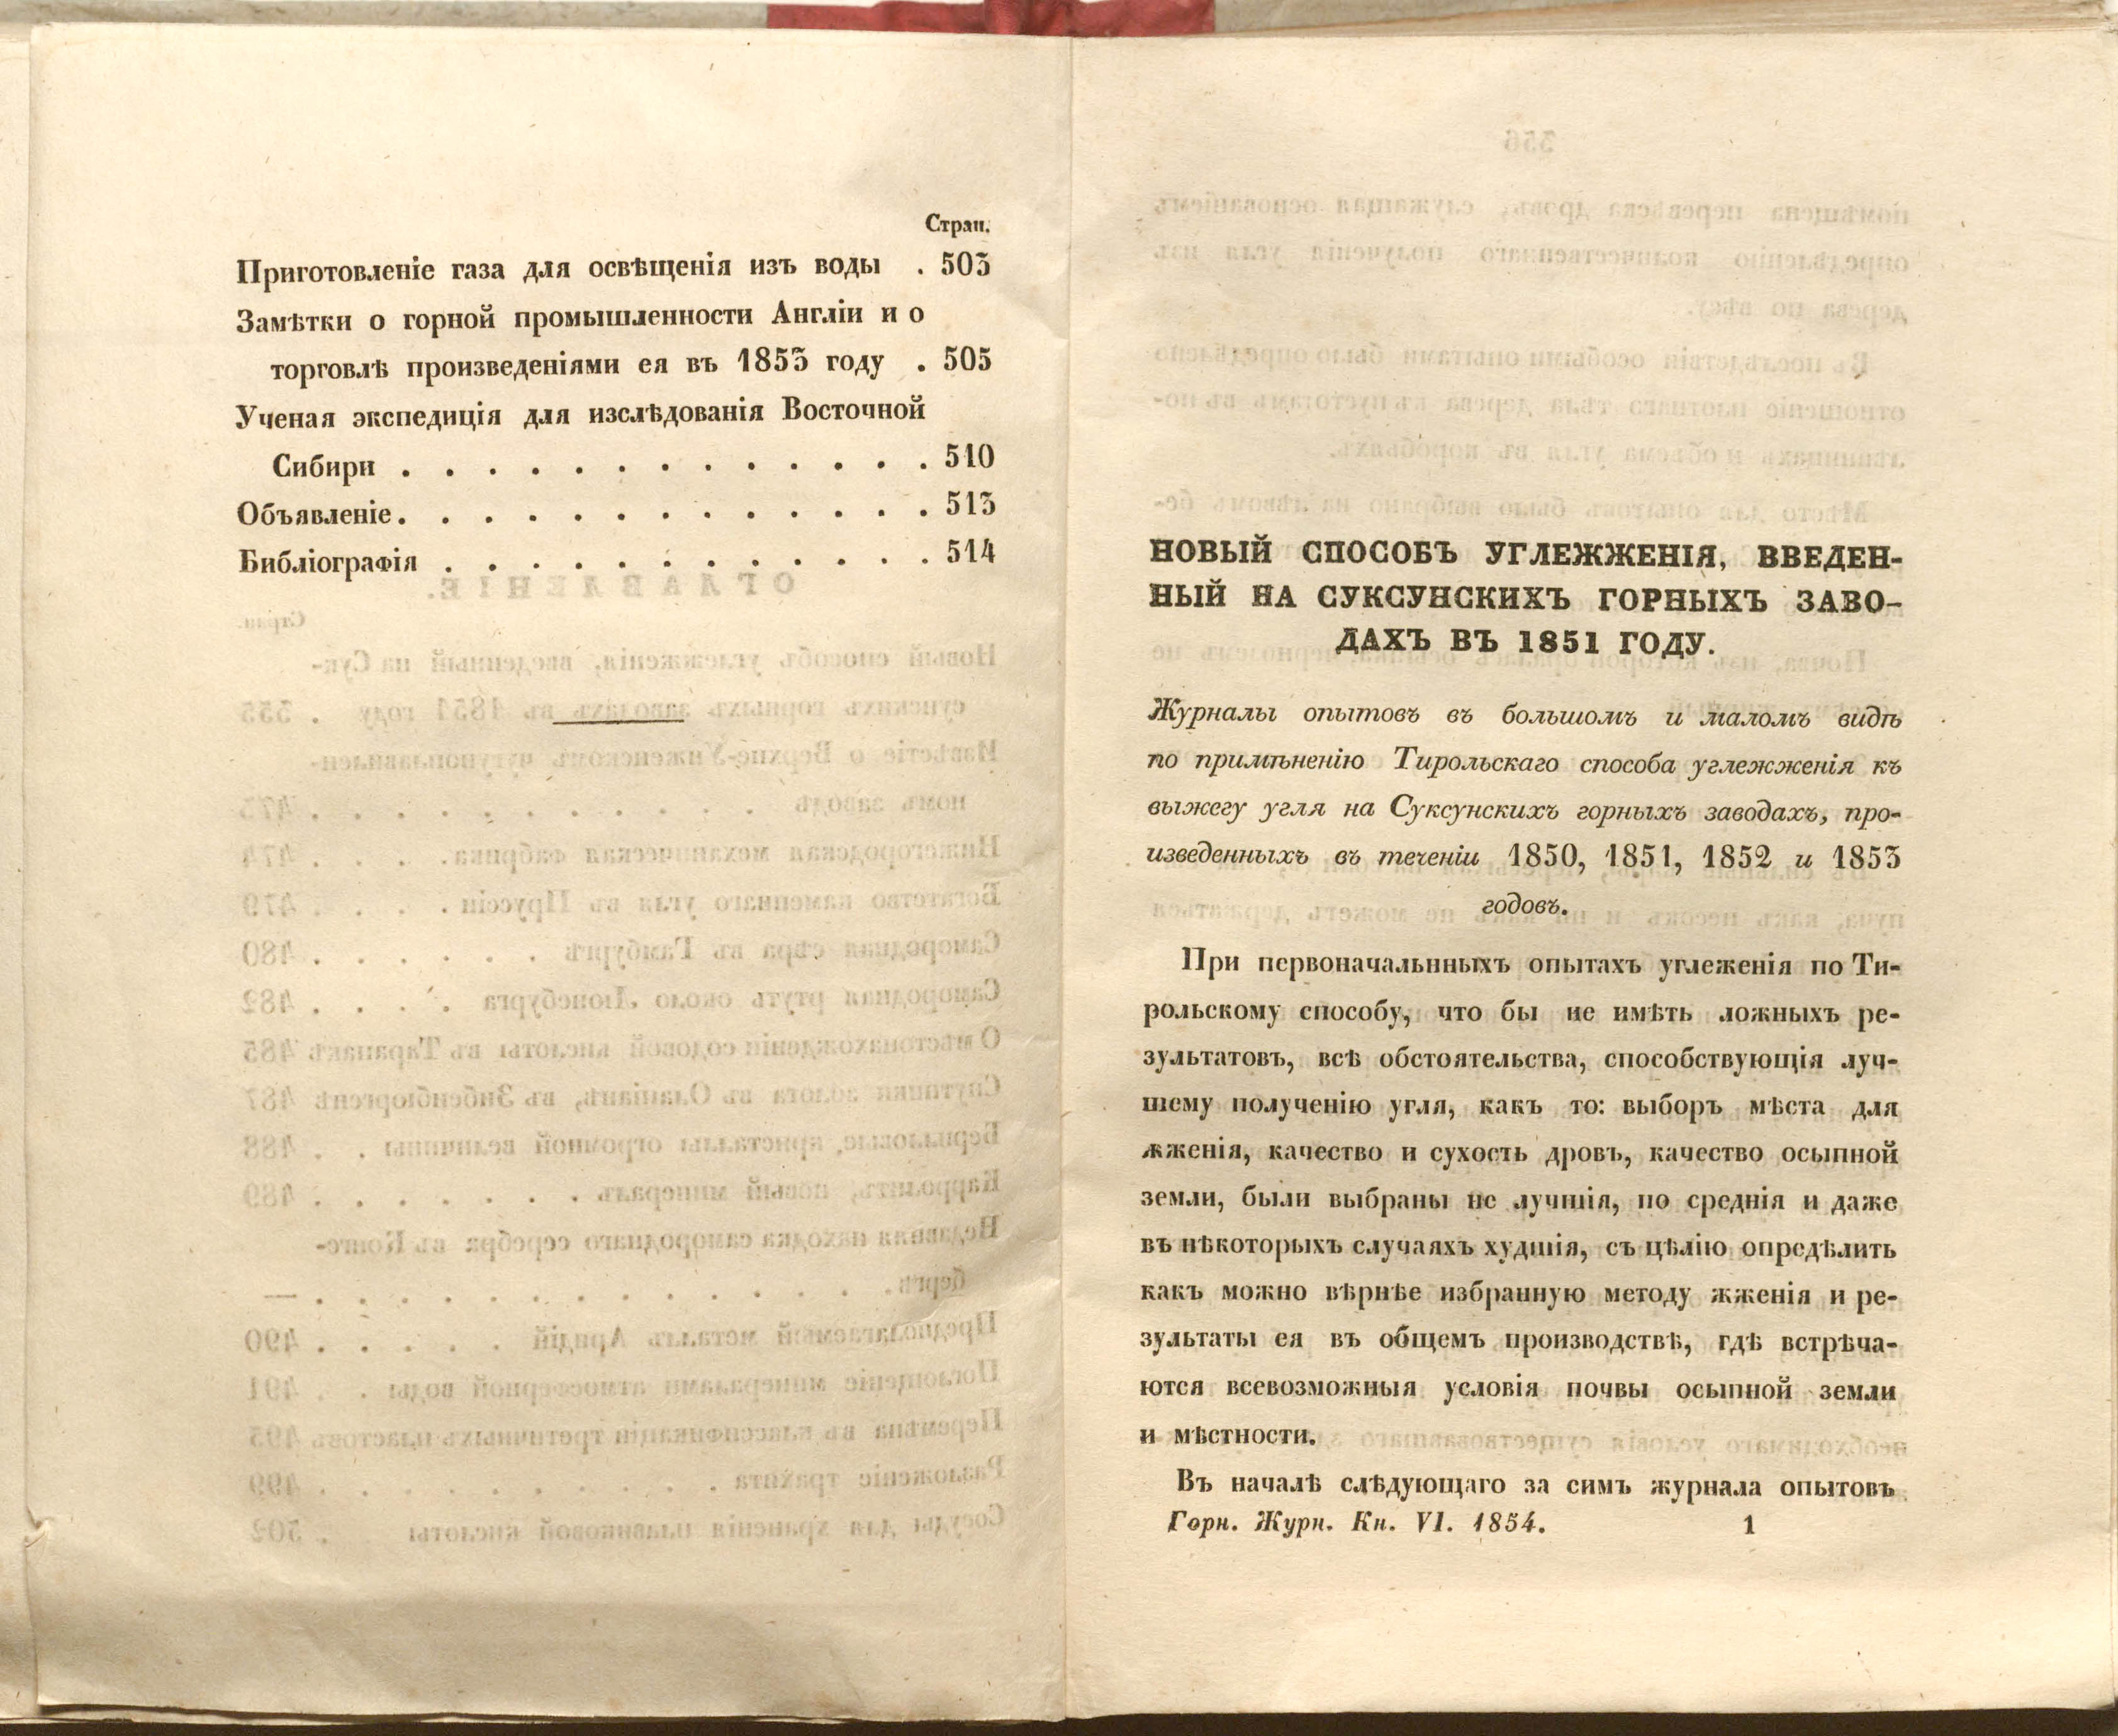 Стран.
Приготовленіе газа для освѣщенія изъ воды . 503
Замѣтки о горной промышленности Англіи и о
торговлѣ произведеніями ея въ 1853 году . 505
Ученая экспедиція для изслѣдованія Восточной
Сибири . . . . . . . . . . . . . 510
Объявленіе. . . . . . . . . . . . . 513
Библіографія . . . . . . . . . . . . 514
НОВЫЙ СПОСОБЪ УГЛЕЖЖЕНІЯ, ВВЕДЕН-
НЫЙ НА СУКСУНСКИХЪ ГОРНЫХЪ ЗАВО-
ДАХЪ ВЪ 1851 ГОДУ.
Журналы опытовъ въ большомъ и маломъ видѣ
по примѣненію Тирольскаго способа углежженія къ
выжегу угля на Суксунскихъ горныхъ заводахъ, про-
изведенныхъ въ теченіи 1850, 1851, 1852 и 1853
годовъ.
При первоначальнныхъ опытахъ углеженія по Ти-
рольскому способу, что бы не имѣть ложныхъ ре-
зультатовъ, всѣ обстоятельства, способствующія луч-
шему полученію угля, какъ то: выборъ мѣста для
жженія, качество и сухость дровъ, качество осыпной
земли, были выбраны не лучшія, но среднія и даже
въ нѣкоторыхъ случаяхъ худшія, съ цѣлію опредѣлить
какъ можно вѣрнѣе избранную методу жженія и ре-
зультаты ея въ общемъ производствѣ, гдѣ встрѣча-
ются всевозможныя условія почвы осыпной земли
и мѣстности.
Въ началѣ слѣдующаго за симъ журнала опытовъ
Горн. Журн. Кн. VI. 1854. 1